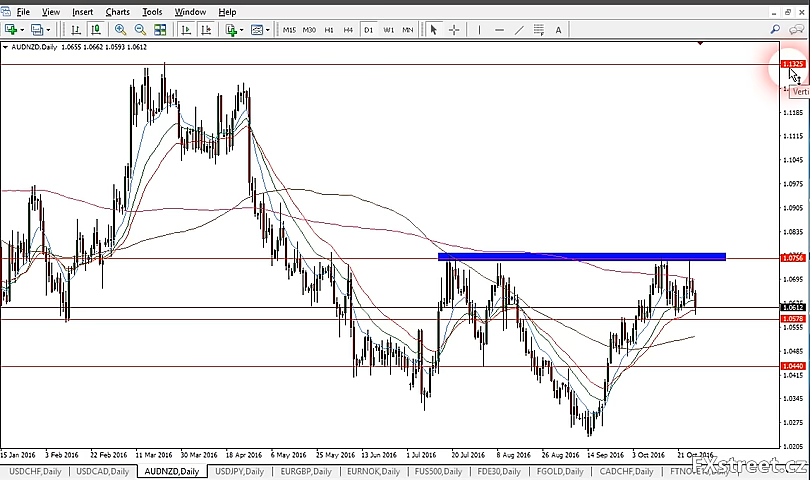 File View Insert Charts Tools Window Help
M15 M30 H1 H4 D1 W1 MN A
AUDNZD,Daily 1.0655 1.0662 1.0593 1.0612
1.1325
Verti
1.1185
1.1045
1.0975
1.0905
1.0835
1.0756
1.0695
1.0612
1.0578
1.0555
1.0440
1.0415
1.0345
1.0275
1.0205
15 Jan 2016 3 Feb 2016 22 Feb 2016 11 Mar 2016 30 Mar 2016 18 Apr 2016 6 May 2016 25 May 2016 13 Jun 2016 1 Jul 2016 20 Jul 2016 8 Aug 2016 26 Aug 2016 14 Sep 2016 3 Oct 2016 21 Oct 2016
USDCHF,Daily USDCAD,Daily AUDNZD,Daily USDJPY,Daily EURGBP,Daily EURNOK,Daily FUS500,Daily FDE30,Daily FGOLD,Daily CADCHF,Daily
FXstreet.cz